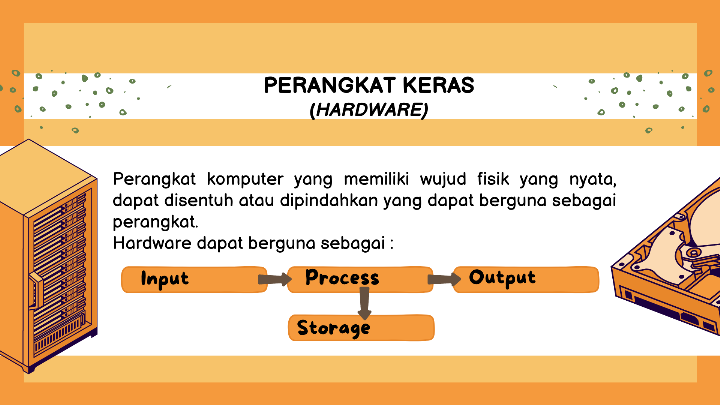 PERANGKAT KERAS
(HARDWARE)
Perangkat komputer yang memiliki wujud fisik yang nyata,
dapat disentuh atau dipindahkan yang dapat berguna sebagai
perangkat.
Hardware dapat berguna sebagai :
Input Process Output
Storage